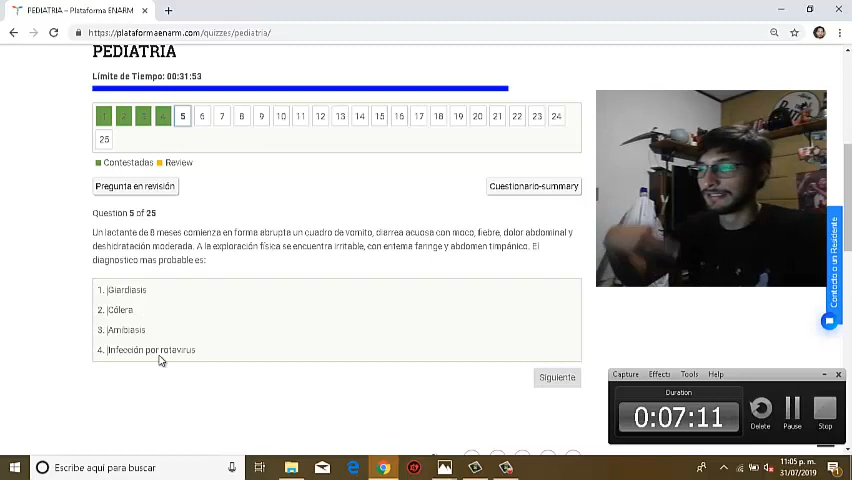 PEDIATRIA – Plataforma ENARM
https://plataformaenarm.com/quizzes/pediatria/
PEDIATRIA
Límite de Tiempo: 00:31:53
1 2 3 4 5 6 7 8 9 10 11 12 13 14 15 16 17 18 19 20 21 22 23 24
25
Contestadas Review
Pregunta en revisión
Cuestionario-summary
Question 5 of 25
Un lactante de 8 meses comienza en forma abrupta un cuadro de vomito, diarrea acuosa con moco, fiebre, dolor abdominal y
deshidratación moderada. A la exploración física se encuentra irritable, con eritema faringe y abdomen timpánico. El
diagnostico mas probable es:
1. Giardiasis
2. Cólera
3. Amibiasis
4. Infección por rotavirus
Siguiente
Contacto a un Residente
Capture Effects Tools Help
Duration
0:07:11
Delete Pause Stop
Escribe aquí para buscar
11:05 p. m.
31/07/2019